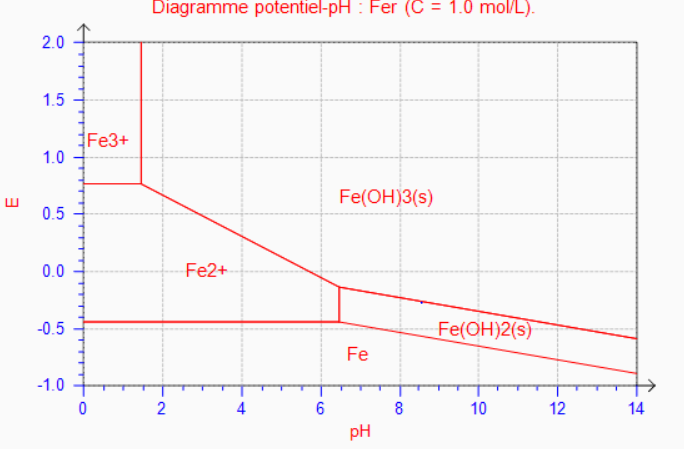 Diagramme potentiel-pH : Fer (C = 1.0 mol/L).
2.0
1.5
Fe3+
1.0
Fe(OH)3(s)
0.5
E
Fe2+
0.0
-0.5
Fe(OH)2(s)
Fe
-1.0
0 2 4 6 8 10 12 14
pH